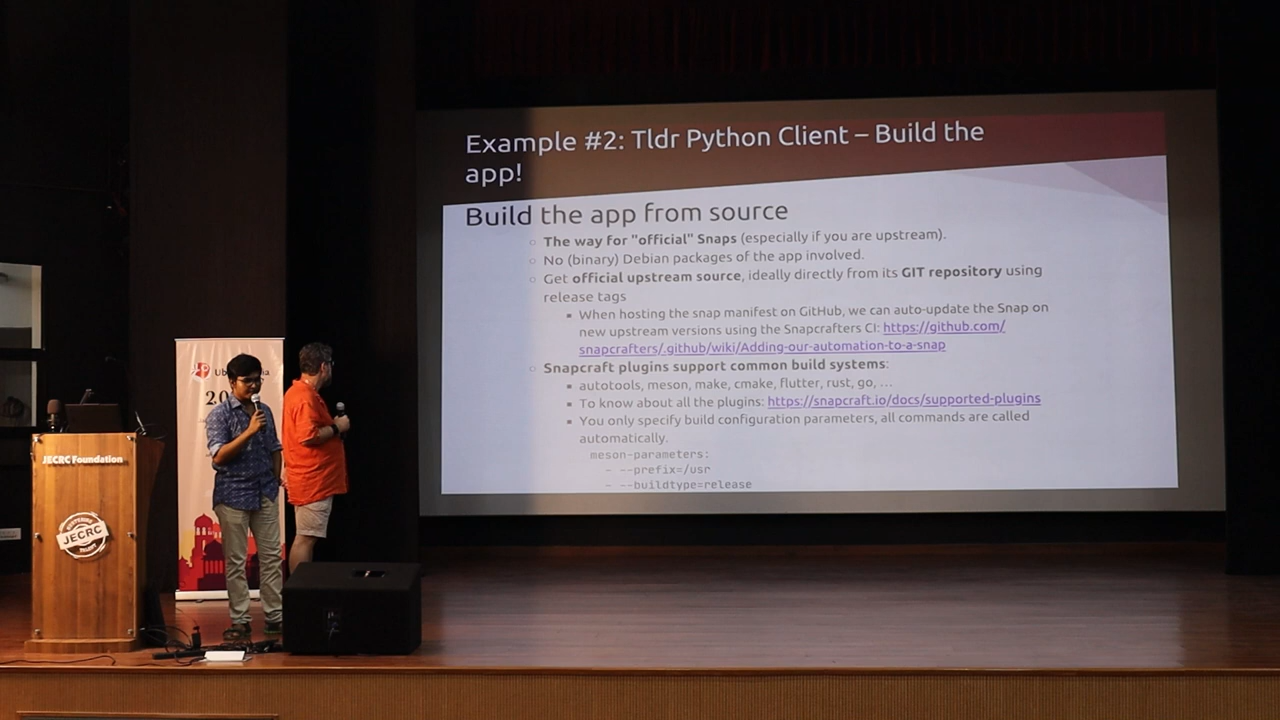 Example #2: Tldr Python Client – Build the
app!
Build the app from source
The way for "official" Snaps (especially if you are upstream).
No (binary) Debian packages of the app involved.
Get official upstream source, ideally directly from its GIT repository using
release tags
When hosting the snap manifest on GitHub, we can auto-update the Snap on
new upstream versions using the Snapcrafters CI: https://github.com/
snapcrafters/.github/wiki/Adding-our-automation-to-a-snap
Snapcraft plugins support common build systems:
autotools, meson, make, cmake, flutter, rust, go, …
To know about all the plugins: https://snapcraft.io/docs/supported-plugins
You only specify build configuration parameters, all commands are called
automatically.
meson-parameters:
- --prefix=/usr
- --buildtype=release
JECRC Foundation
JECRC